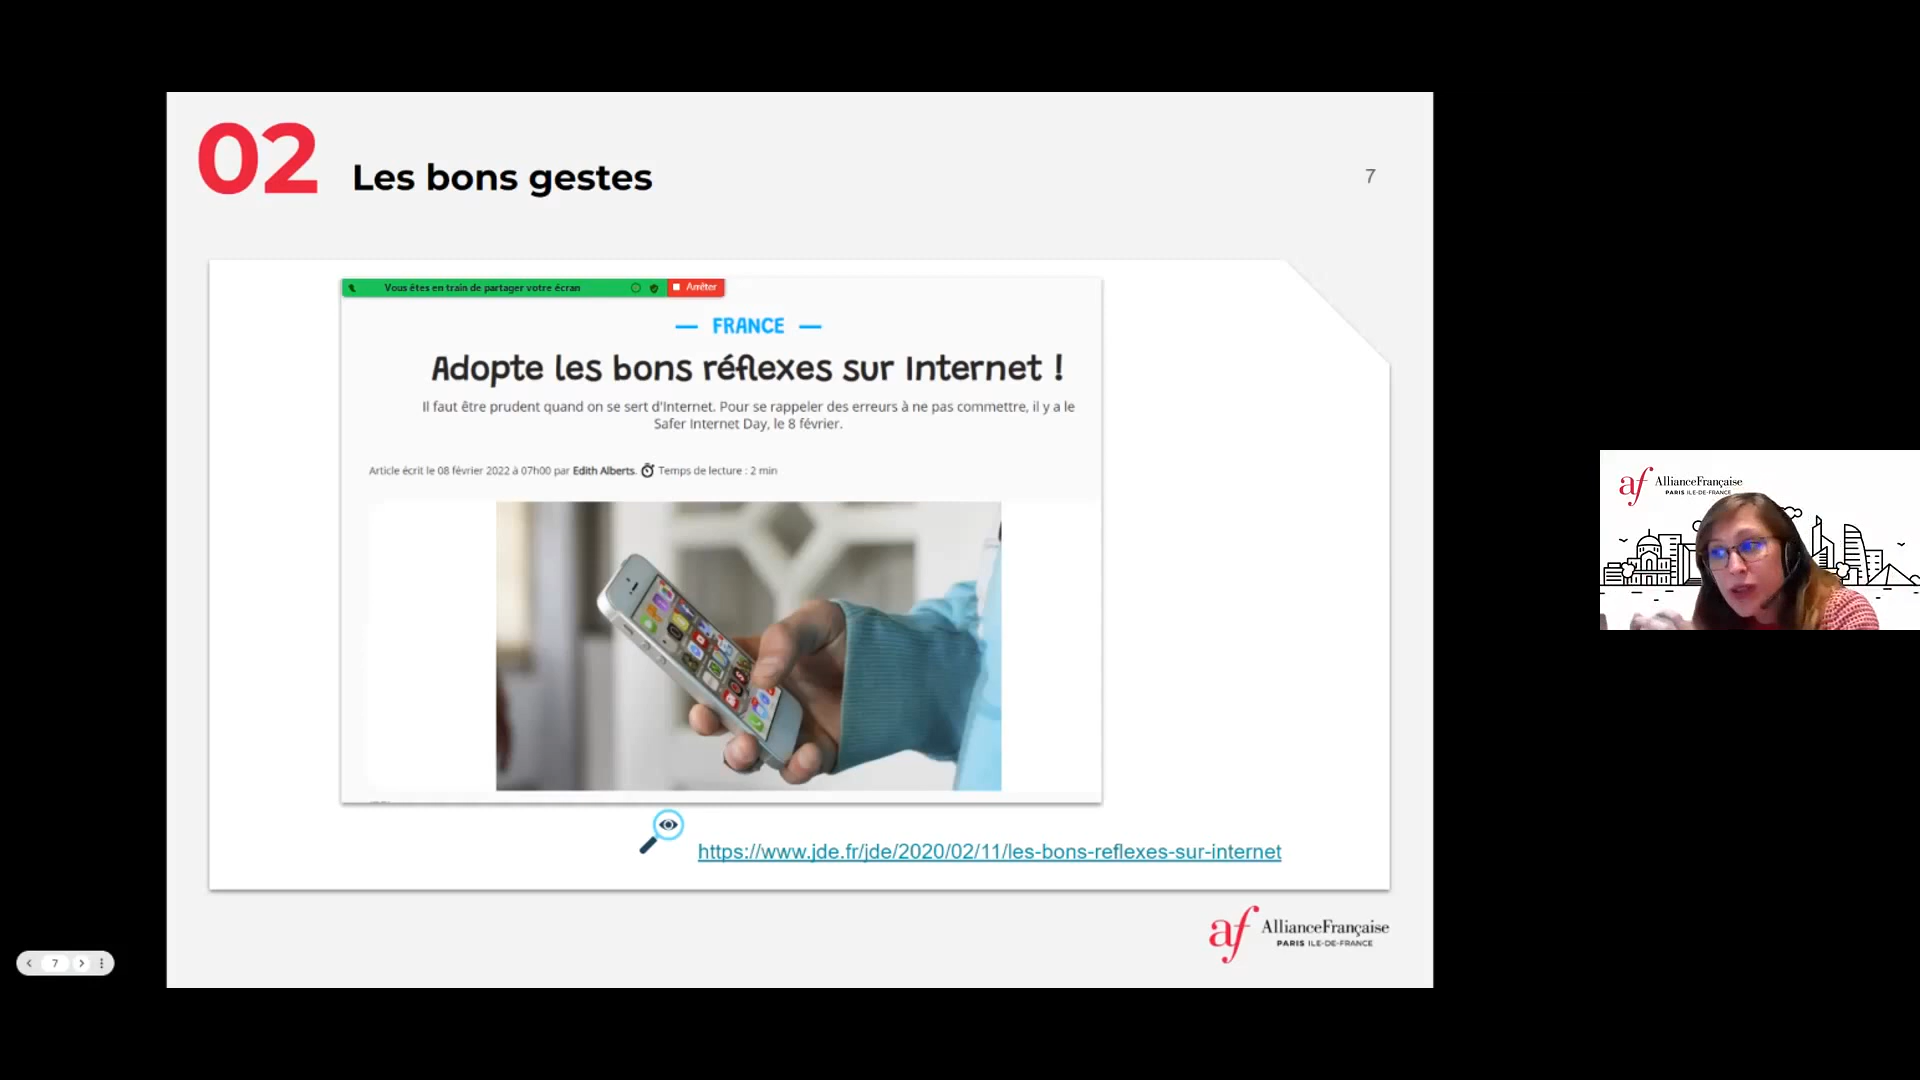 02 Les bons gestes
7
Vous êtes en train de partager votre écran
Arrêter
— FRANCE —
Adopte les bons réflexes sur Internet !
Il faut être prudent quand on se sert d'Internet. Pour se rappeler des erreurs à ne pas commettre, il y a le
Safer Internet Day, le 8 février.
Article écrit le 08 février 2022 à 07h00 par Edith Alberts. Temps de lecture : 2 min
https://www.jde.fr/jde/2020/02/11/les-bons-reflexes-sur-internet
af AllianceFrançaise
PARIS ILE-DE-FRANCE
7
af AllianceFrançaise
PARIS ILE-DE-FRANCE